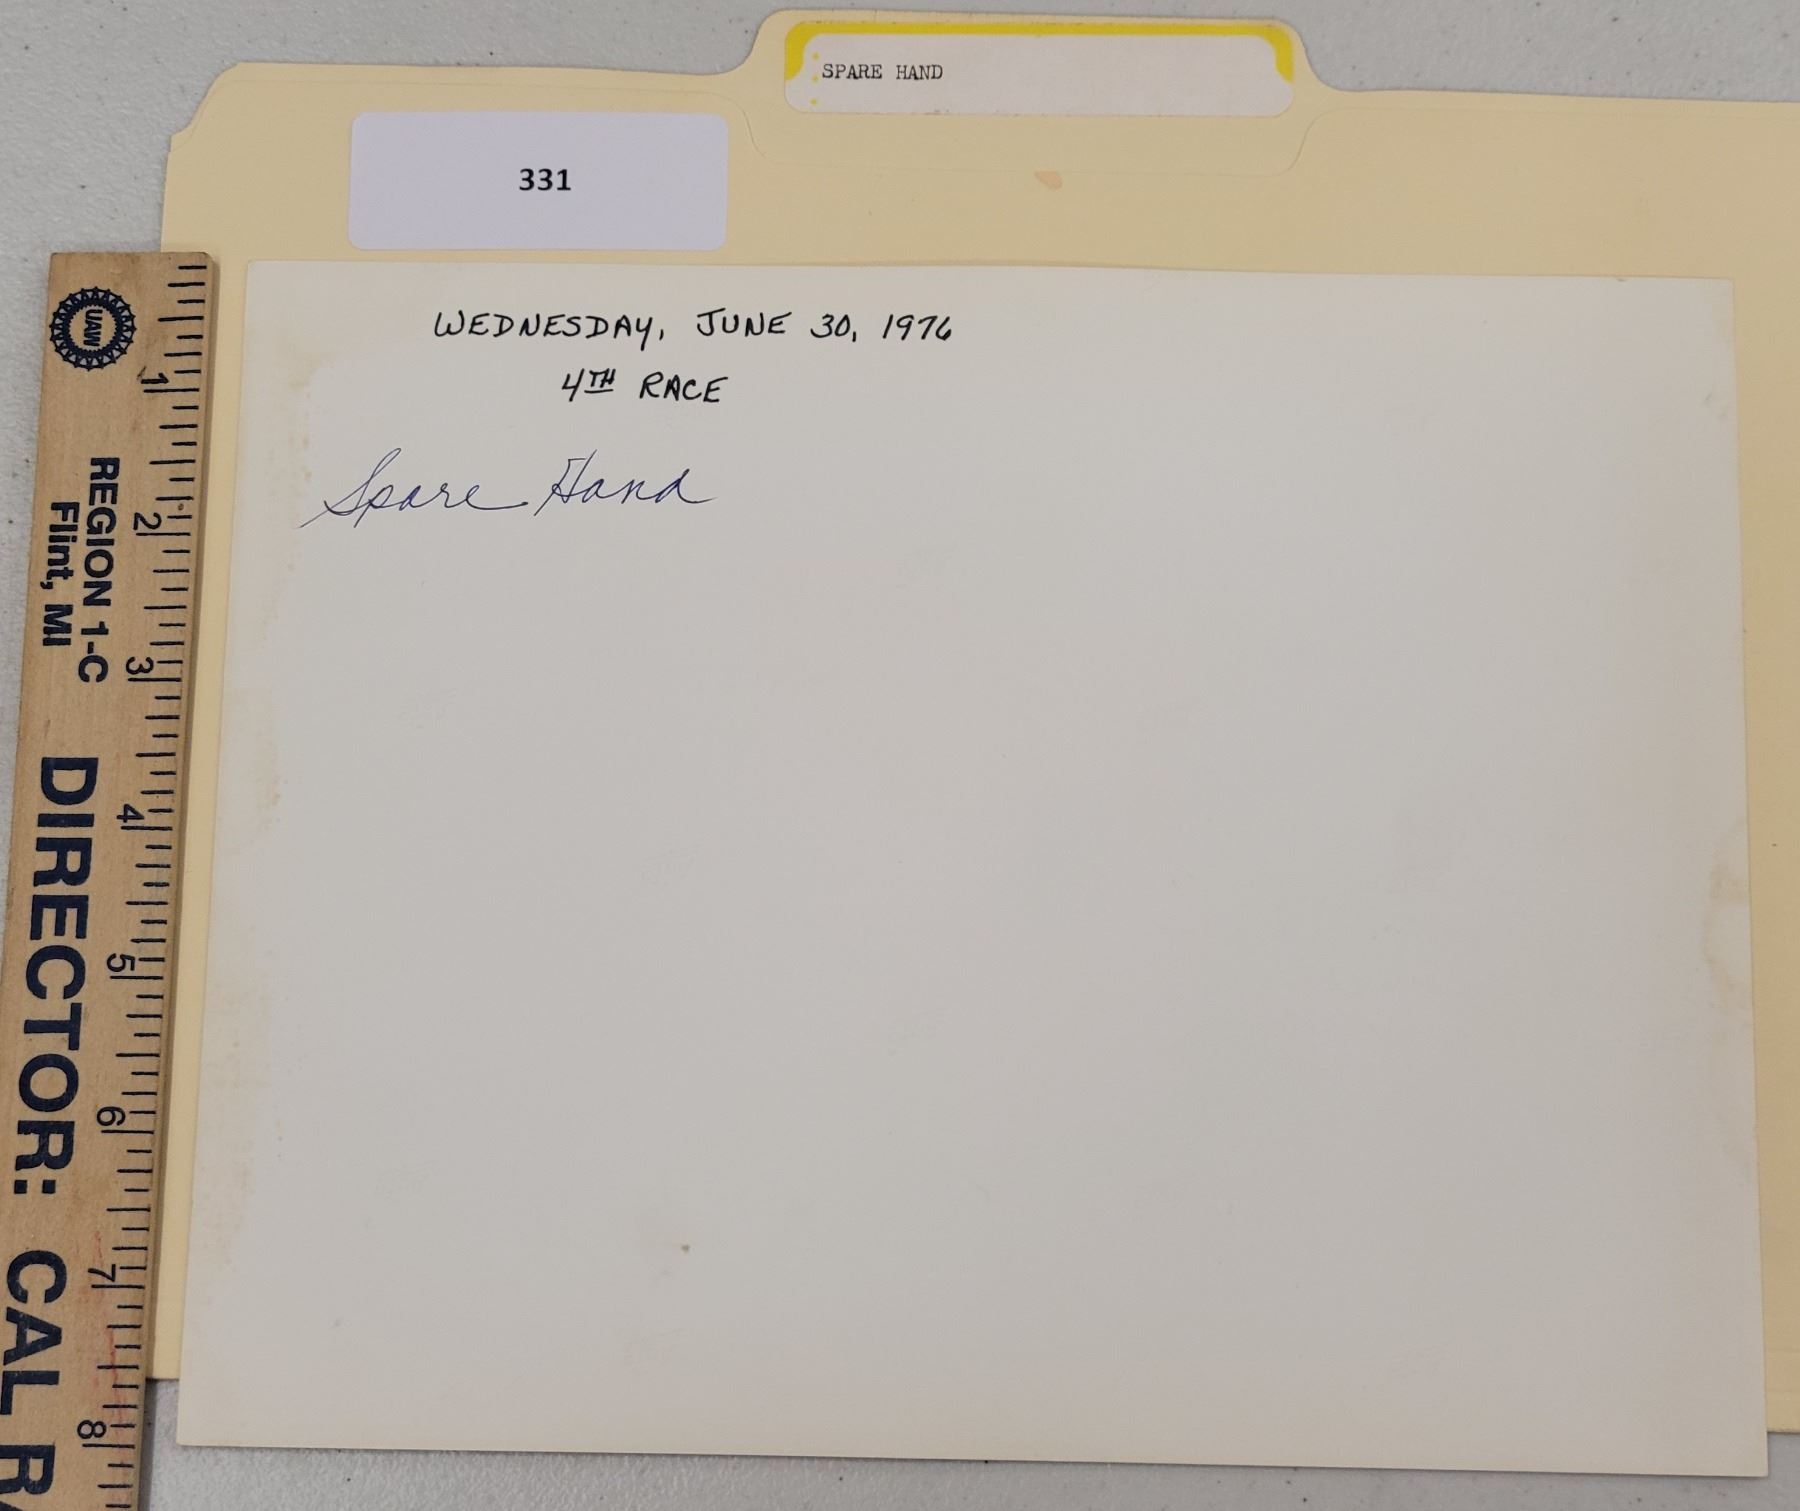 SPARE HAND
331
WEDNESDAY, JUNE 30, 1976
4TH RACE
Spare Hand
UAW
REGION 1-C
Flint, MI
DIRECTOR: CAL
1
2
3
4
5
6
7
8